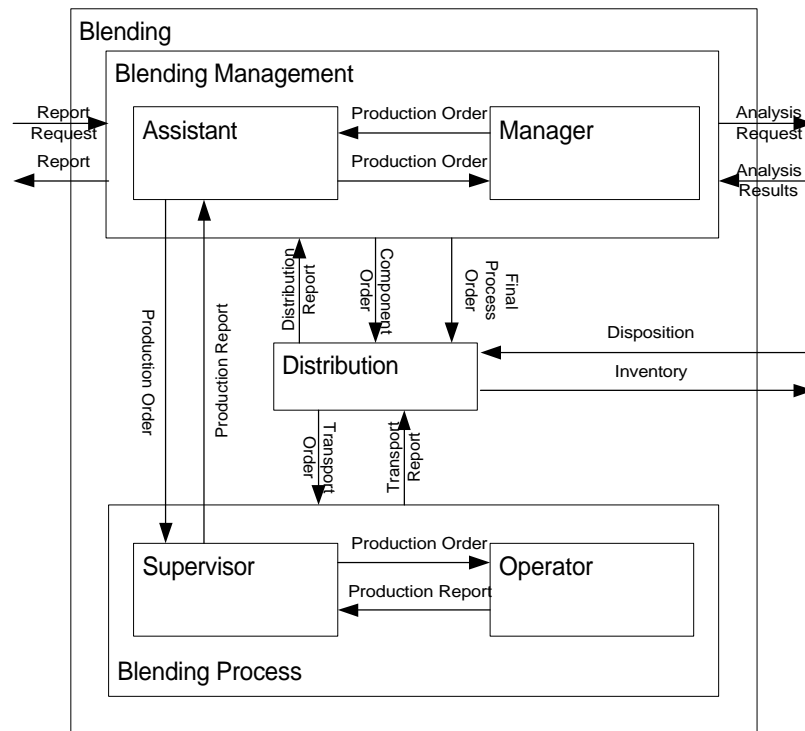 Blending
Blending Management
Report
Request
Report
Assistant
Production Order
Production Order
Manager
Analysis
Request
Analysis
Results
Distribution
Report
Component
Order
Final
Process
Order
Production Order
Production Report
Distribution
Disposition
Inventory
Transport
Order
Transport
Report
Supervisor
Production Order
Production Report
Operator
Blending Process